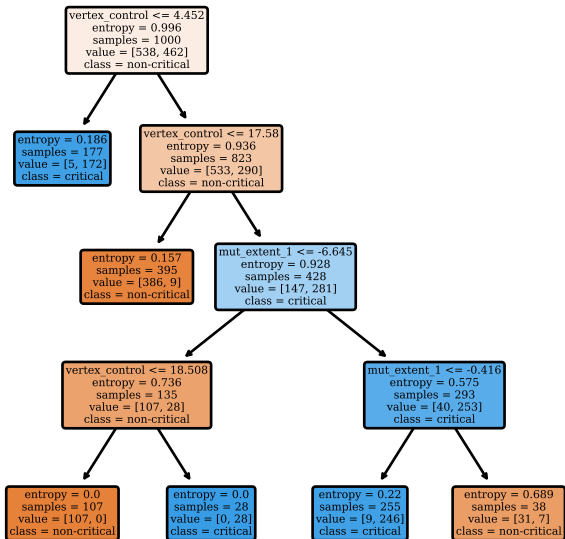 vertex_control <= 4.452
entropy = 0.996
samples = 1000
value = [538, 462]
class = non-critical
entropy = 0.186
samples = 177
value = [5, 172]
class = critical
vertex_control <= 17.58
entropy = 0.936
samples = 823
value = [533, 290]
class = non-critical
entropy = 0.157
samples = 395
value = [386, 9]
class = non-critical
mut_extent_1 <= -6.645
entropy = 0.928
samples = 428
value = [147, 281]
class = critical
vertex_control <= 18.508
entropy = 0.736
samples = 135
value = [107, 28]
class = non-critical
mut_extent_1 <= -0.416
entropy = 0.575
samples = 293
value = [40, 253]
class = critical
entropy = 0.0
samples = 107
value = [107, 0]
class = non-critical
entropy = 0.0
samples = 28
value = [0, 28]
class = critical
entropy = 0.22
samples = 255
value = [9, 246]
class = critical
entropy = 0.689
samples = 38
value = [31, 7]
class = non-critical